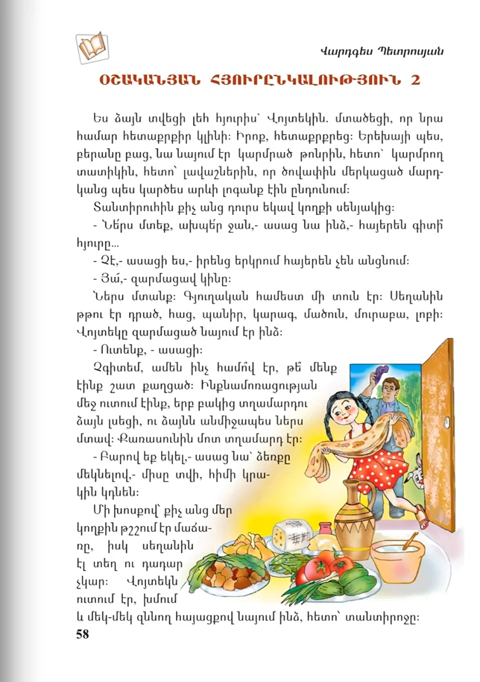 Վարդգես Պետրոսյան
ՕՇԱԿԱՆՅԱՆ ՀՅՈՒՐԸՆԿԱԼՈՒԹՅՈՒՆ 2
Ես ձայն տվեցի լեհ հյուրիս՝ Վոյտեկին. մտածեցի, որ նրա
համար հետաքրքիր կլինի: Իրոք, հետաքրքրեց: Երեխայի պես,
բերանը բաց, նա նայում էր կարմրած թոնրին, հետո՝ կարմրող
տատիկին, հետո՝ լավաշներին, որ ծովափին մերկացած մարդ-
կանց պես կարծես արևի լոգանք էին ընդունում:
Տանտիրուհին քիչ անց դուրս եկավ կողքի սենյակից:
- Նե՛րս մտեք, ախպե՛ր ջան,- ասաց նա ինձ,- հայերեն գիտի՞
հյուրը...
- Չէ,- ասացի ես,- իրենց երկրում հայերեն չեն անցնում:
- Յա՜,- զարմացավ կինը:
Ներս մտանք: Գյուղական համեստ մի տուն էր: Սեղանին
թթու էր դրած, հաց, պանիր, կարագ, մածուն, մուրաբա, լոբի:
Վոյտեկը զարմացած նայում էր ինձ:
- Ուտենք, - ասացի:
Չգիտեմ, ամեն ինչ համո՞վ էր, թե՞ մենք
էինք շատ քաղցած: Ինքնամոռացության
մեջ ուտում էինք, երբ բակից տղամարդու
ձայն լսեցի, ու ձայնն անմիջապես ներս
մտավ: Քառասունին մոտ տղամարդ էր:
- Բարով եք եկել,- ասաց նա՝ ձեռքը
մեկնելով,- միսը տվի, հիմի կրա-
կին կդնեն:
Մի խոսքով՝ քիչ անց մեր
կողքին թշշում էր մաճա-
ռը, իսկ սեղանին
էլ տեղ ու դադար
չկար: Վոյտեկն
ուտում էր, խմում
և մեկ-մեկ զննող հայացքով նայում ինձ, հետո՝ տանտիրոջը:
58